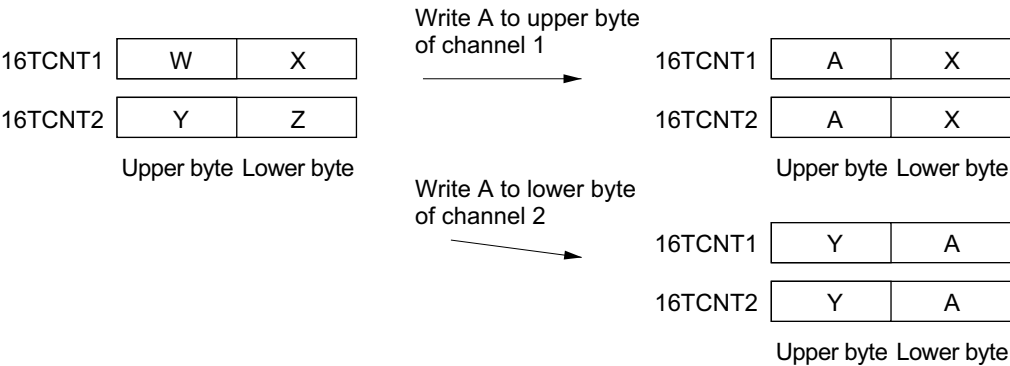 Write A to upper byte
of channel 1
16TCNT1 W X
16TCNT2 Y Z
Upper byte Lower byte
16TCNT1 A X
16TCNT2 A X
Upper byte Lower byte
Write A to lower byte
of channel 2
16TCNT1 Y A
16TCNT2 Y A
Upper byte Lower byte